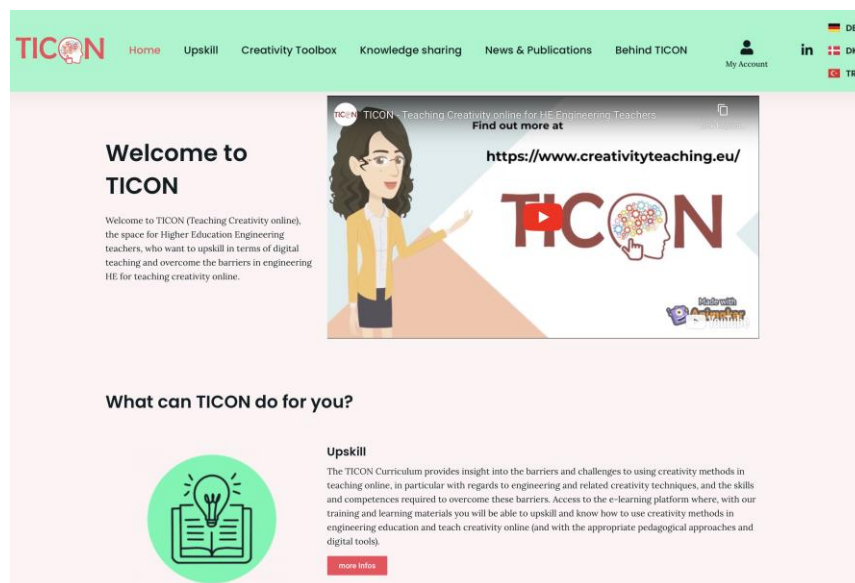 TICON
Home
Upskill
Creativity Toolbox
Knowledge sharing
News & Publications
Behind TICON
My Account
in
DE
DK
TR
TICON TICON - Teaching Creativity online for HE Engineering Teachers
Find out more at
https://www.creativityteaching.eu/
TICON
Made with
Animaker
YouTube
Welcome to
TICON
Welcome to TICON (Teaching Creativity online),
the space for Higher Education Engineering
teachers, who want to upskill in terms of digital
teaching and overcome the barriers in engineering
HE for teaching creativity online.
What can TICON do for you?
Upskill
The TICON Curriculum provides insight into the barriers and challenges to using creativity methods in
teaching online, in particular with regards to engineering and related creativity techniques, and the skills
and competences required to overcome these barriers. Access to the e-learning platform where, with our
training and learning materials you will be able to upskill and know how to use creativity methods in
engineering education and teach creativity online (and with the appropriate pedagogical approaches and
digital tools).
more Infos